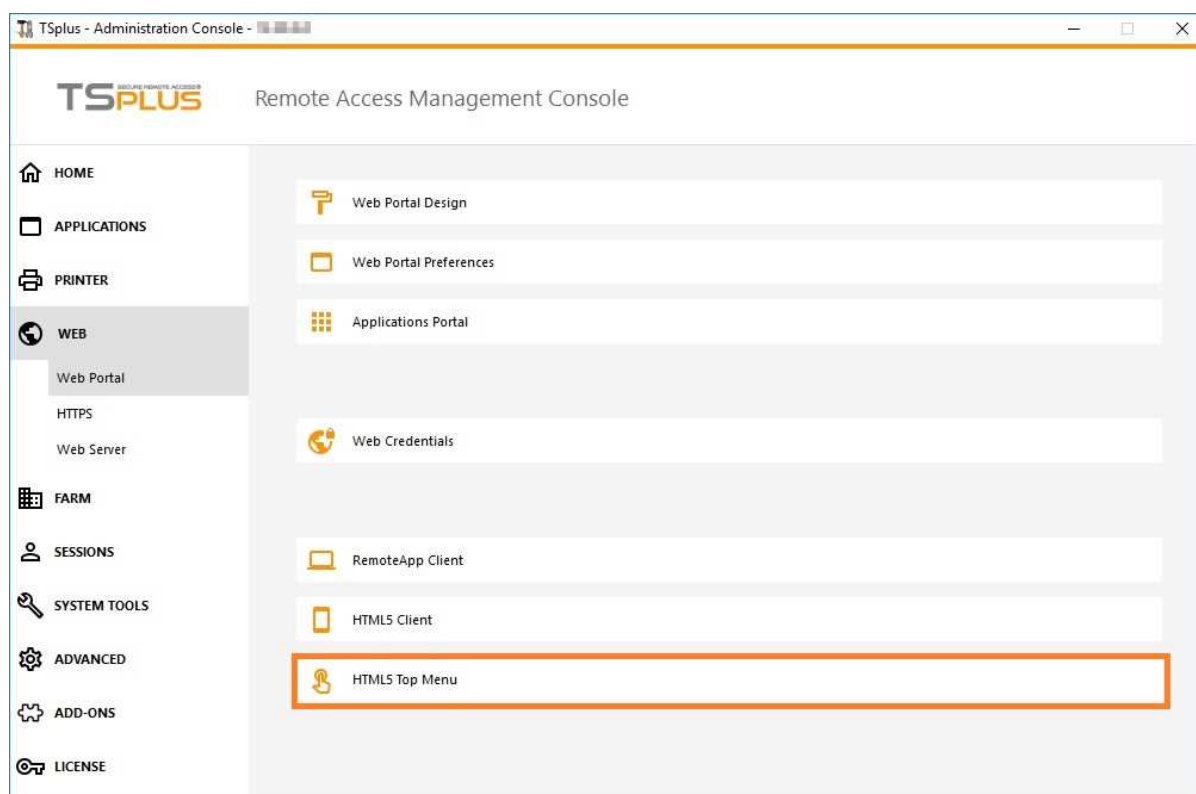 TSplus - Administration Console -
TSPLUS SECURE REMOTE ACCESS®
Remote Access Management Console
HOME
APPLICATIONS
PRINTER
WEB
Web Portal
HTTPS
Web Server
FARM
SESSIONS
SYSTEM TOOLS
ADVANCED
ADD-ONS
LICENSE
Web Portal Design
Web Portal Preferences
Applications Portal
Web Credentials
RemoteApp Client
HTML5 Client
HTML5 Top Menu